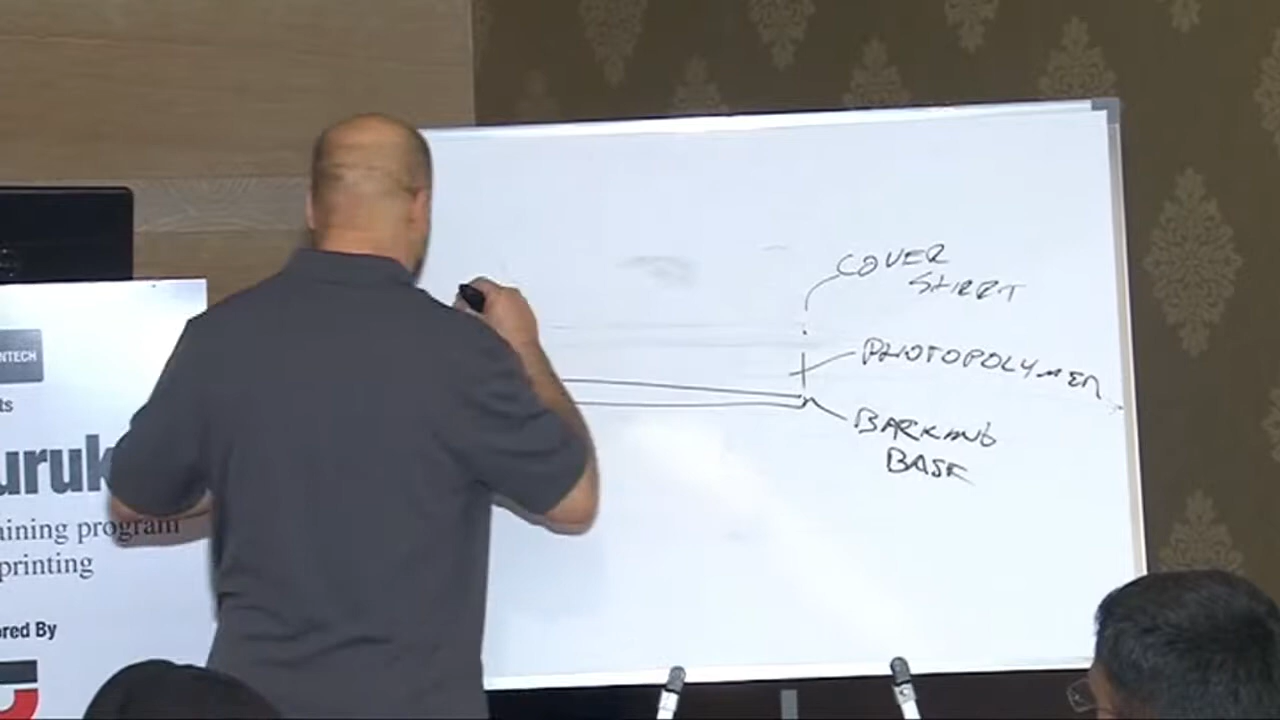 COVER
SHEET
PHOTOPOLYMER
BACKING
BASE
NTECH
ts
uruk
aining program
printing
ored By